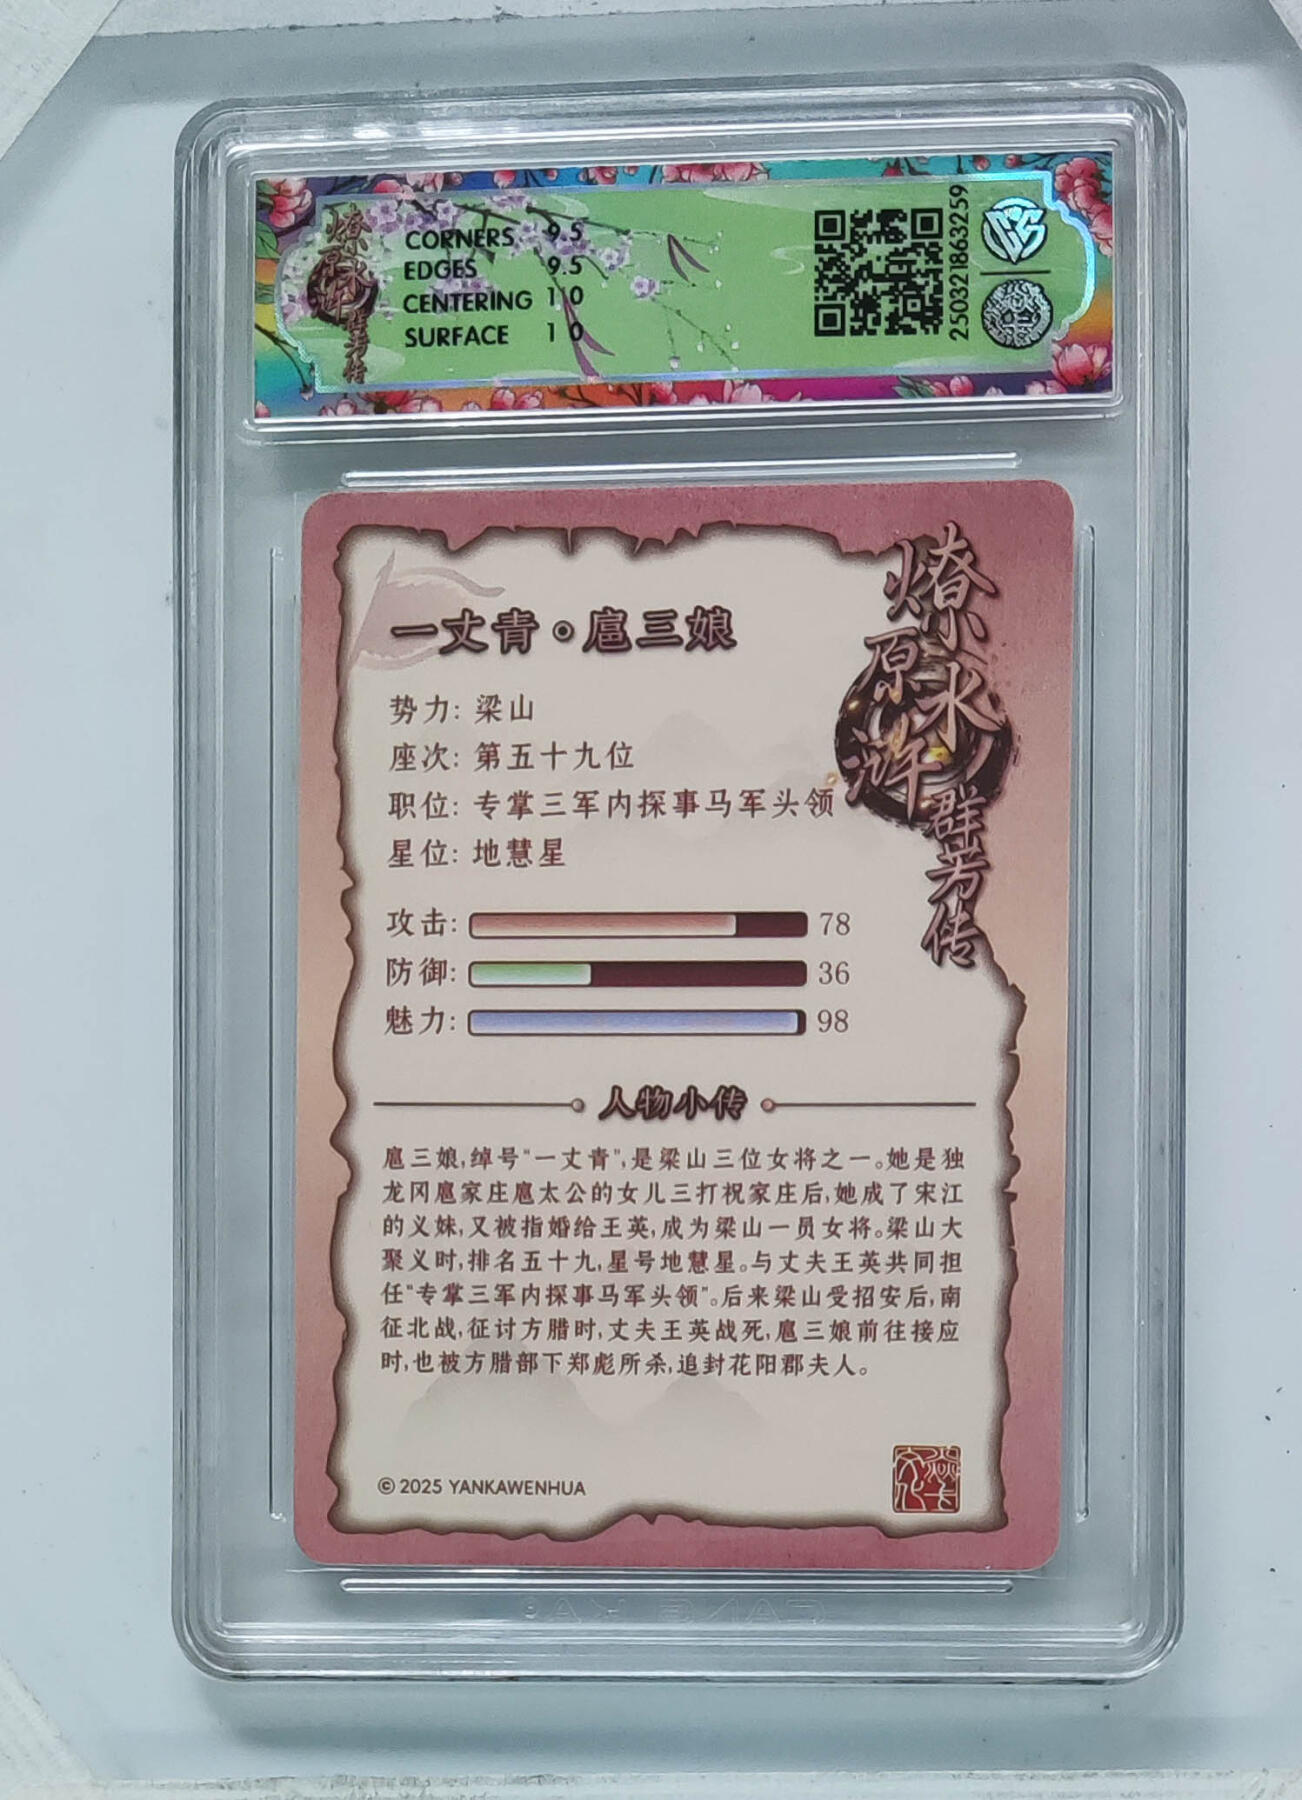 燎原水浒群芳传
CORNERS 9.5
EDGES 9.5
CENTERING 10
SURFACE 10
250321863259
燎原水浒群芳传
一丈青·扈三娘
势力: 梁山
座次: 第五十九位
职位: 专掌三军内探事马军头领
星位: 地慧星
攻击: 78
防御: 36
魅力: 98
人物小传
扈三娘,绰号“一丈青”,是梁山三位女将之一。她是独
龙冈扈家庄扈太公的女儿三打祝家庄后,她成了宋江
的义妹,又被指婚给王英,成为梁山一员女将。梁山大
聚义时,排名五十九,星号地慧星。与丈夫王英共同担
任“专掌三军内探事马军头领”。后来梁山受招安后,南
征北战,征讨方腊时,丈夫王英战死,扈三娘前往接应
时,也被方腊部下郑彪所杀,追封花阳郡夫人。
© 2025 YANKAWENHUA